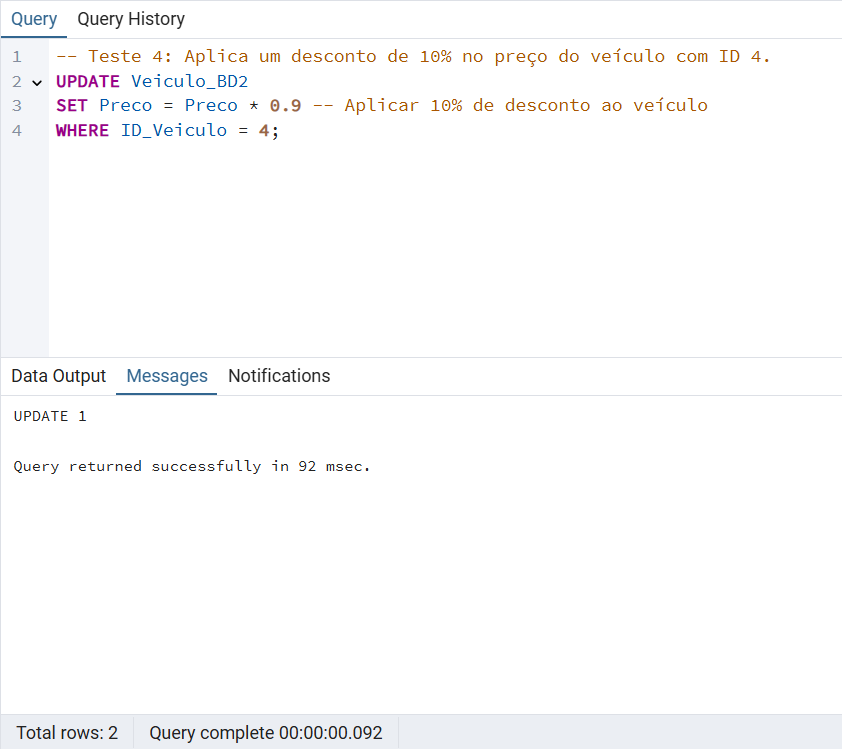 Query Query History
1 -- Teste 4: Aplica um desconto de 10% no preço do veículo com ID 4.
2 UPDATE Veiculo_BD2
3 SET Preco = Preco * 0.9 -- Aplicar 10% de desconto ao veículo
4 WHERE ID_Veiculo = 4;
Data Output Messages Notifications
UPDATE 1
Query returned successfully in 92 msec.
Total rows: 2 Query complete 00:00:00.092